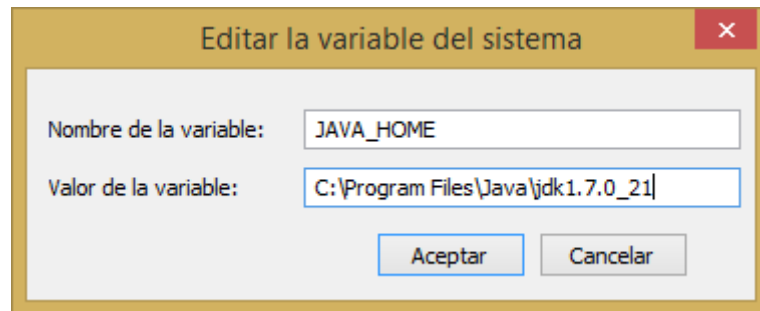 Editar la variable del sistema
Nombre de la variable: JAVA_HOME
Valor de la variable: C:\Program Files\Java\jdk1.7.0_21
Aceptar Cancelar